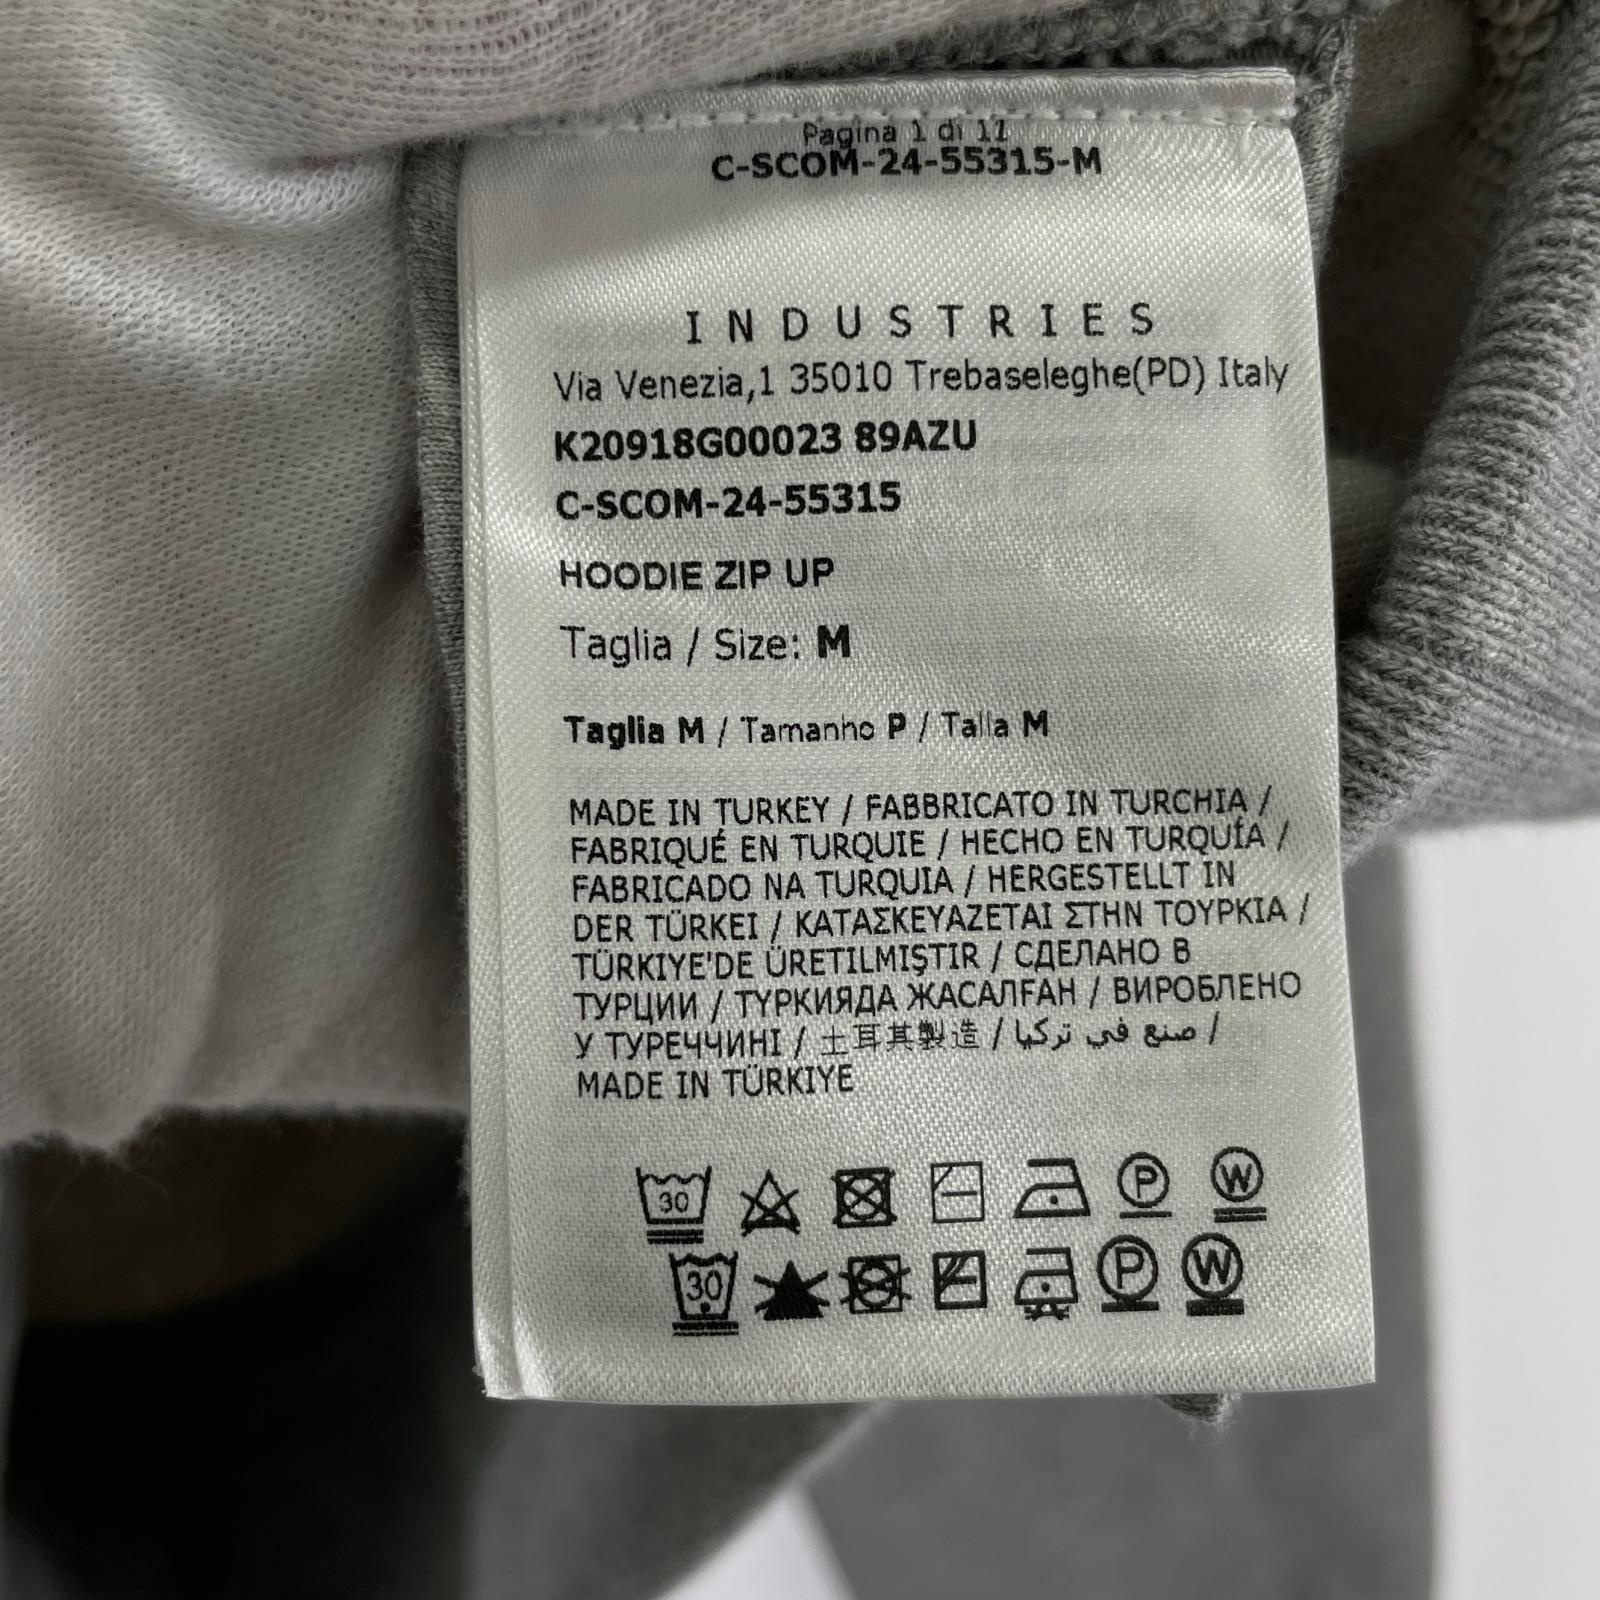 Pagina 1 di 11
C-SCOM-24-55315-M
INDUSTRIES
Via Venezia,1 35010 Trebaseleghe(PD) Italy
K20918G00023 89AZU
C-SCOM-24-55315
HOODIE ZIP UP
Taglia / Size: M
Taglia M / Tamanho P / Talla M
MADE IN TURKEY / FABBRICATO IN TURCHIA /
FABRIQUÉ EN TURQUIE / HECHO EN TURQUÍA /
FABRICADO NA TURQUIA / HERGESTELLT IN
DER TÜRKEI / ΚΑΤΑΣΚΕΥΑΖΕΤΑΙ ΣΤΗΝ ΤΟΥΡΚΙΑ /
TÜRKIYE'DE ÜRETILMIŞTIR / СДЕЛАНО В
ТУРЦИИ / ТҮРКИЯДА ЖАСАЛҒАН / ВИРОБЛЕНО
У ТУРЕЧЧИНІ / 土耳其製造 / صنع في تركيا /
MADE IN TÜRKIYE
30 P W
30 P W